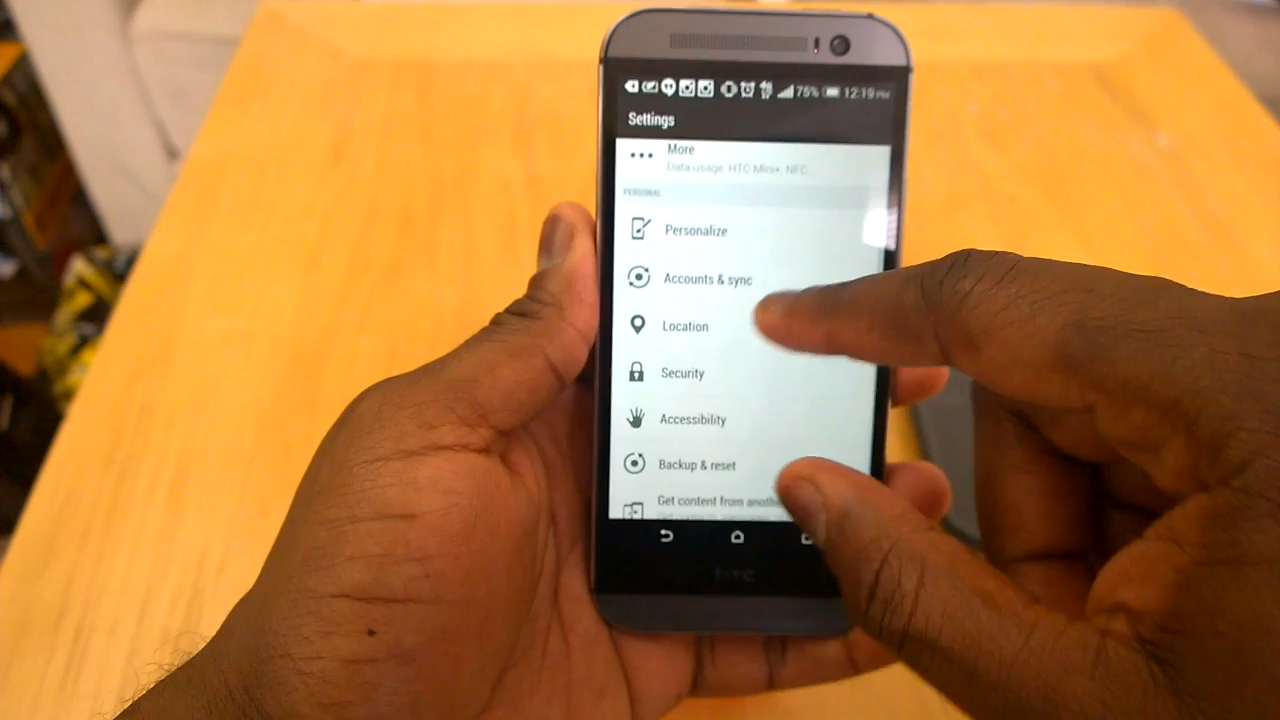 75% 12:19 PM
Settings
More
Data usage, HTC Mini+, NFC
PERSONAL
Personalize
Accounts & sync
Location
Security
Accessibility
Backup & reset
Get content from anoth
hTC